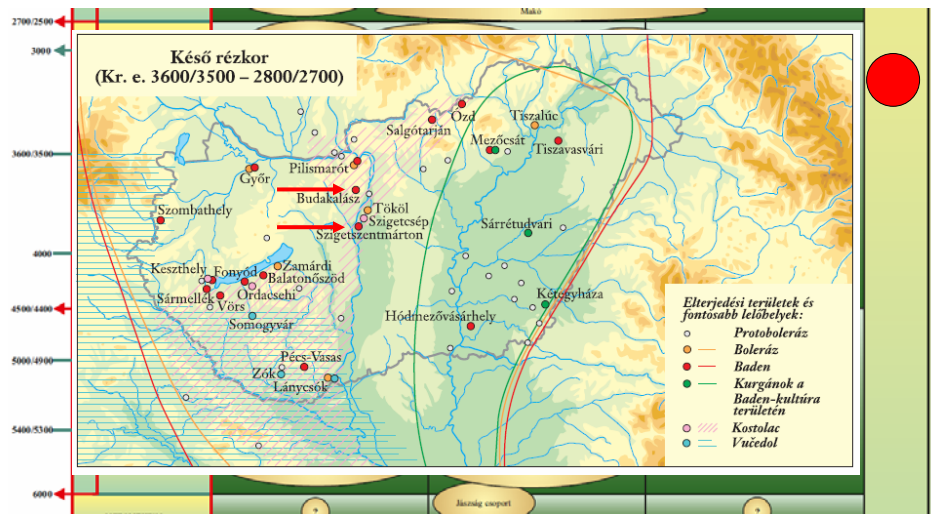 Makó
2700/2500
3000
3600/3500
4000
4500/4400
5000/4900
5400/5300
6000
Késő rézkor
(Kr. e. 3600/3500 – 2800/2700)
Ózd
Salgótarján
Tiszalúc
Mezőcsát
Tiszavasvári
Pilismarót
Győr
Budakalász
Szombathely
Tököl
Szigetcsép
Szigetszentmárton
Sárrétudvari
Keszthely
Fonyód
Zamárdi
Balatonőszöd
Ordacsehi
Sármellék
Vörs
Somogyvár
Kétegyháza
Hódmezővásárhely
Pécs-Vasas
Zók
Lánycsók
Elterjedési területek és
fontosabb lelőhelyek:
Protoboleráz
Boleráz
Baden
Kurgánok a
Baden-kultúra
területén
Kostolac
Vučedol
Jászság csoport
?
?